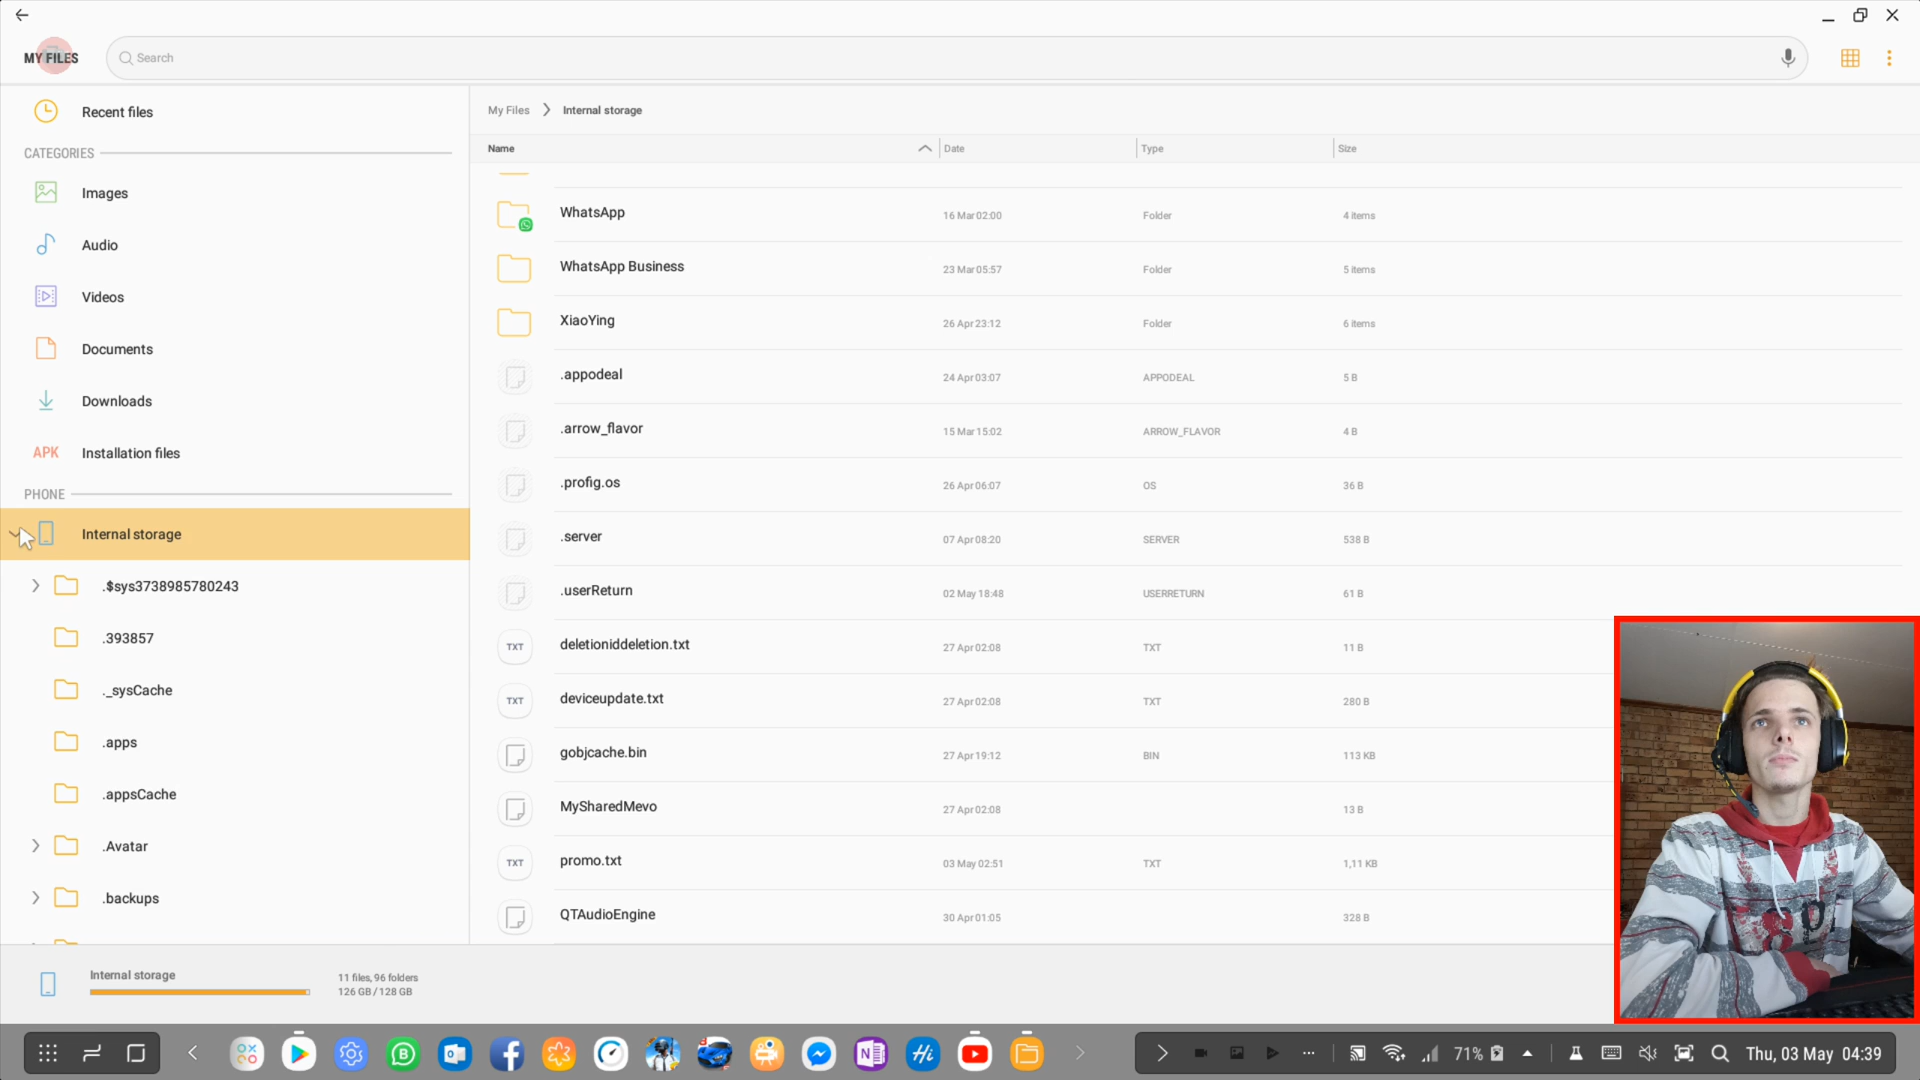 MY FILES
Search
Recent files
CATEGORIES
Images
Audio
Videos
Documents
Downloads
APK Installation files
PHONE
Internal storage
.$sys3738985780243
.393857
._sysCache
.apps
.appsCache
.Avatar
.backups
My Files > Internal storage
Name Date Type Size
WhatsApp 16 Mar 02:00 Folder 4 items
WhatsApp Business 23 Mar 05:57 Folder 5 items
XiaoYing 26 Apr 23:12 Folder 6 items
.appodeal 24 Apr 03:07 APPODEAL 5 B
.arrow_flavor 15 Mar 15:02 ARROW_FLAVOR 4 B
.profig.os 26 Apr 06:07 OS 36 B
.server 07 Apr 08:20 SERVER 538 B
.userReturn 02 May 18:48 USERRETURN 61 B
TXT deletioniddeletion.txt 27 Apr 02:08 TXT 11 B
TXT deviceupdate.txt 27 Apr 02:08 TXT 280 B
gobjcache.bin 27 Apr 19:12 BIN 113 KB
MySharedMevo 27 Apr 02:08 13 B
TXT promo.txt 03 May 02:51 TXT 1,11 KB
QTAudioEngine 30 Apr 01:05 328 B
Internal storage 11 files, 96 folders
126 GB / 128 GB
Hi
71% Thu, 03 May 04:39